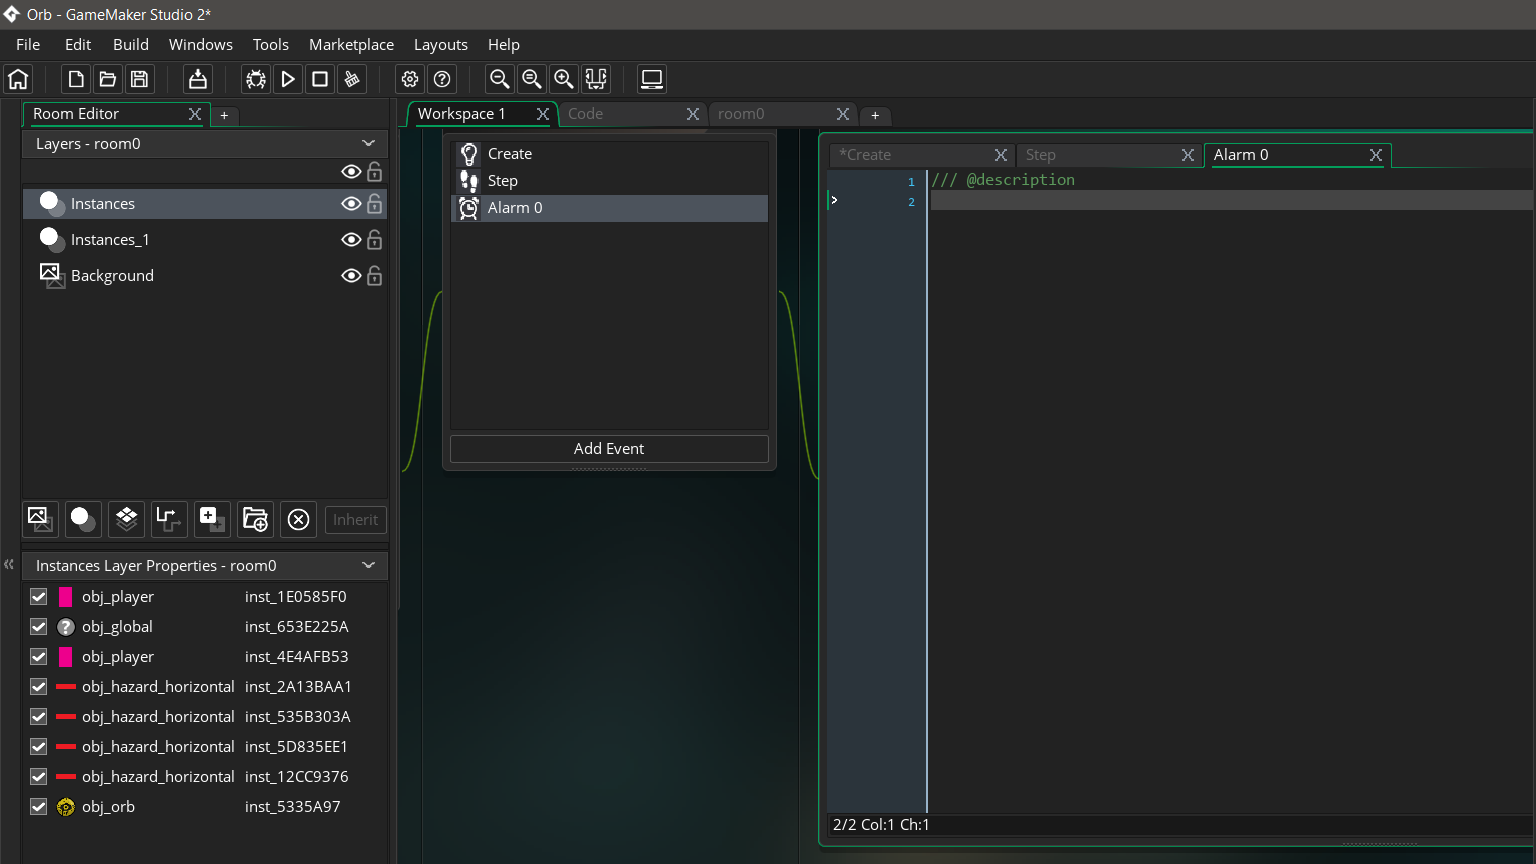 Orb - GameMaker Studio 2*
File Edit Build Windows Tools Marketplace Layouts Help
Room Editor
+
Workspace 1
Code
room0
+
Layers - room0
Instances
Instances_1
Background
Inherit
Instances Layer Properties - room0
obj_player inst_1E0585F0
obj_global inst_653E225A
obj_player inst_4E4AFB53
obj_hazard_horizontal inst_2A13BAA1
obj_hazard_horizontal inst_535B303A
obj_hazard_horizontal inst_5D835EE1
obj_hazard_horizontal inst_12CC9376
obj_orb inst_5335A97
Create
Step
Alarm 0
Add Event
*Create
Step
Alarm 0
1 /// @description
2
2/2 Col:1 Ch:1